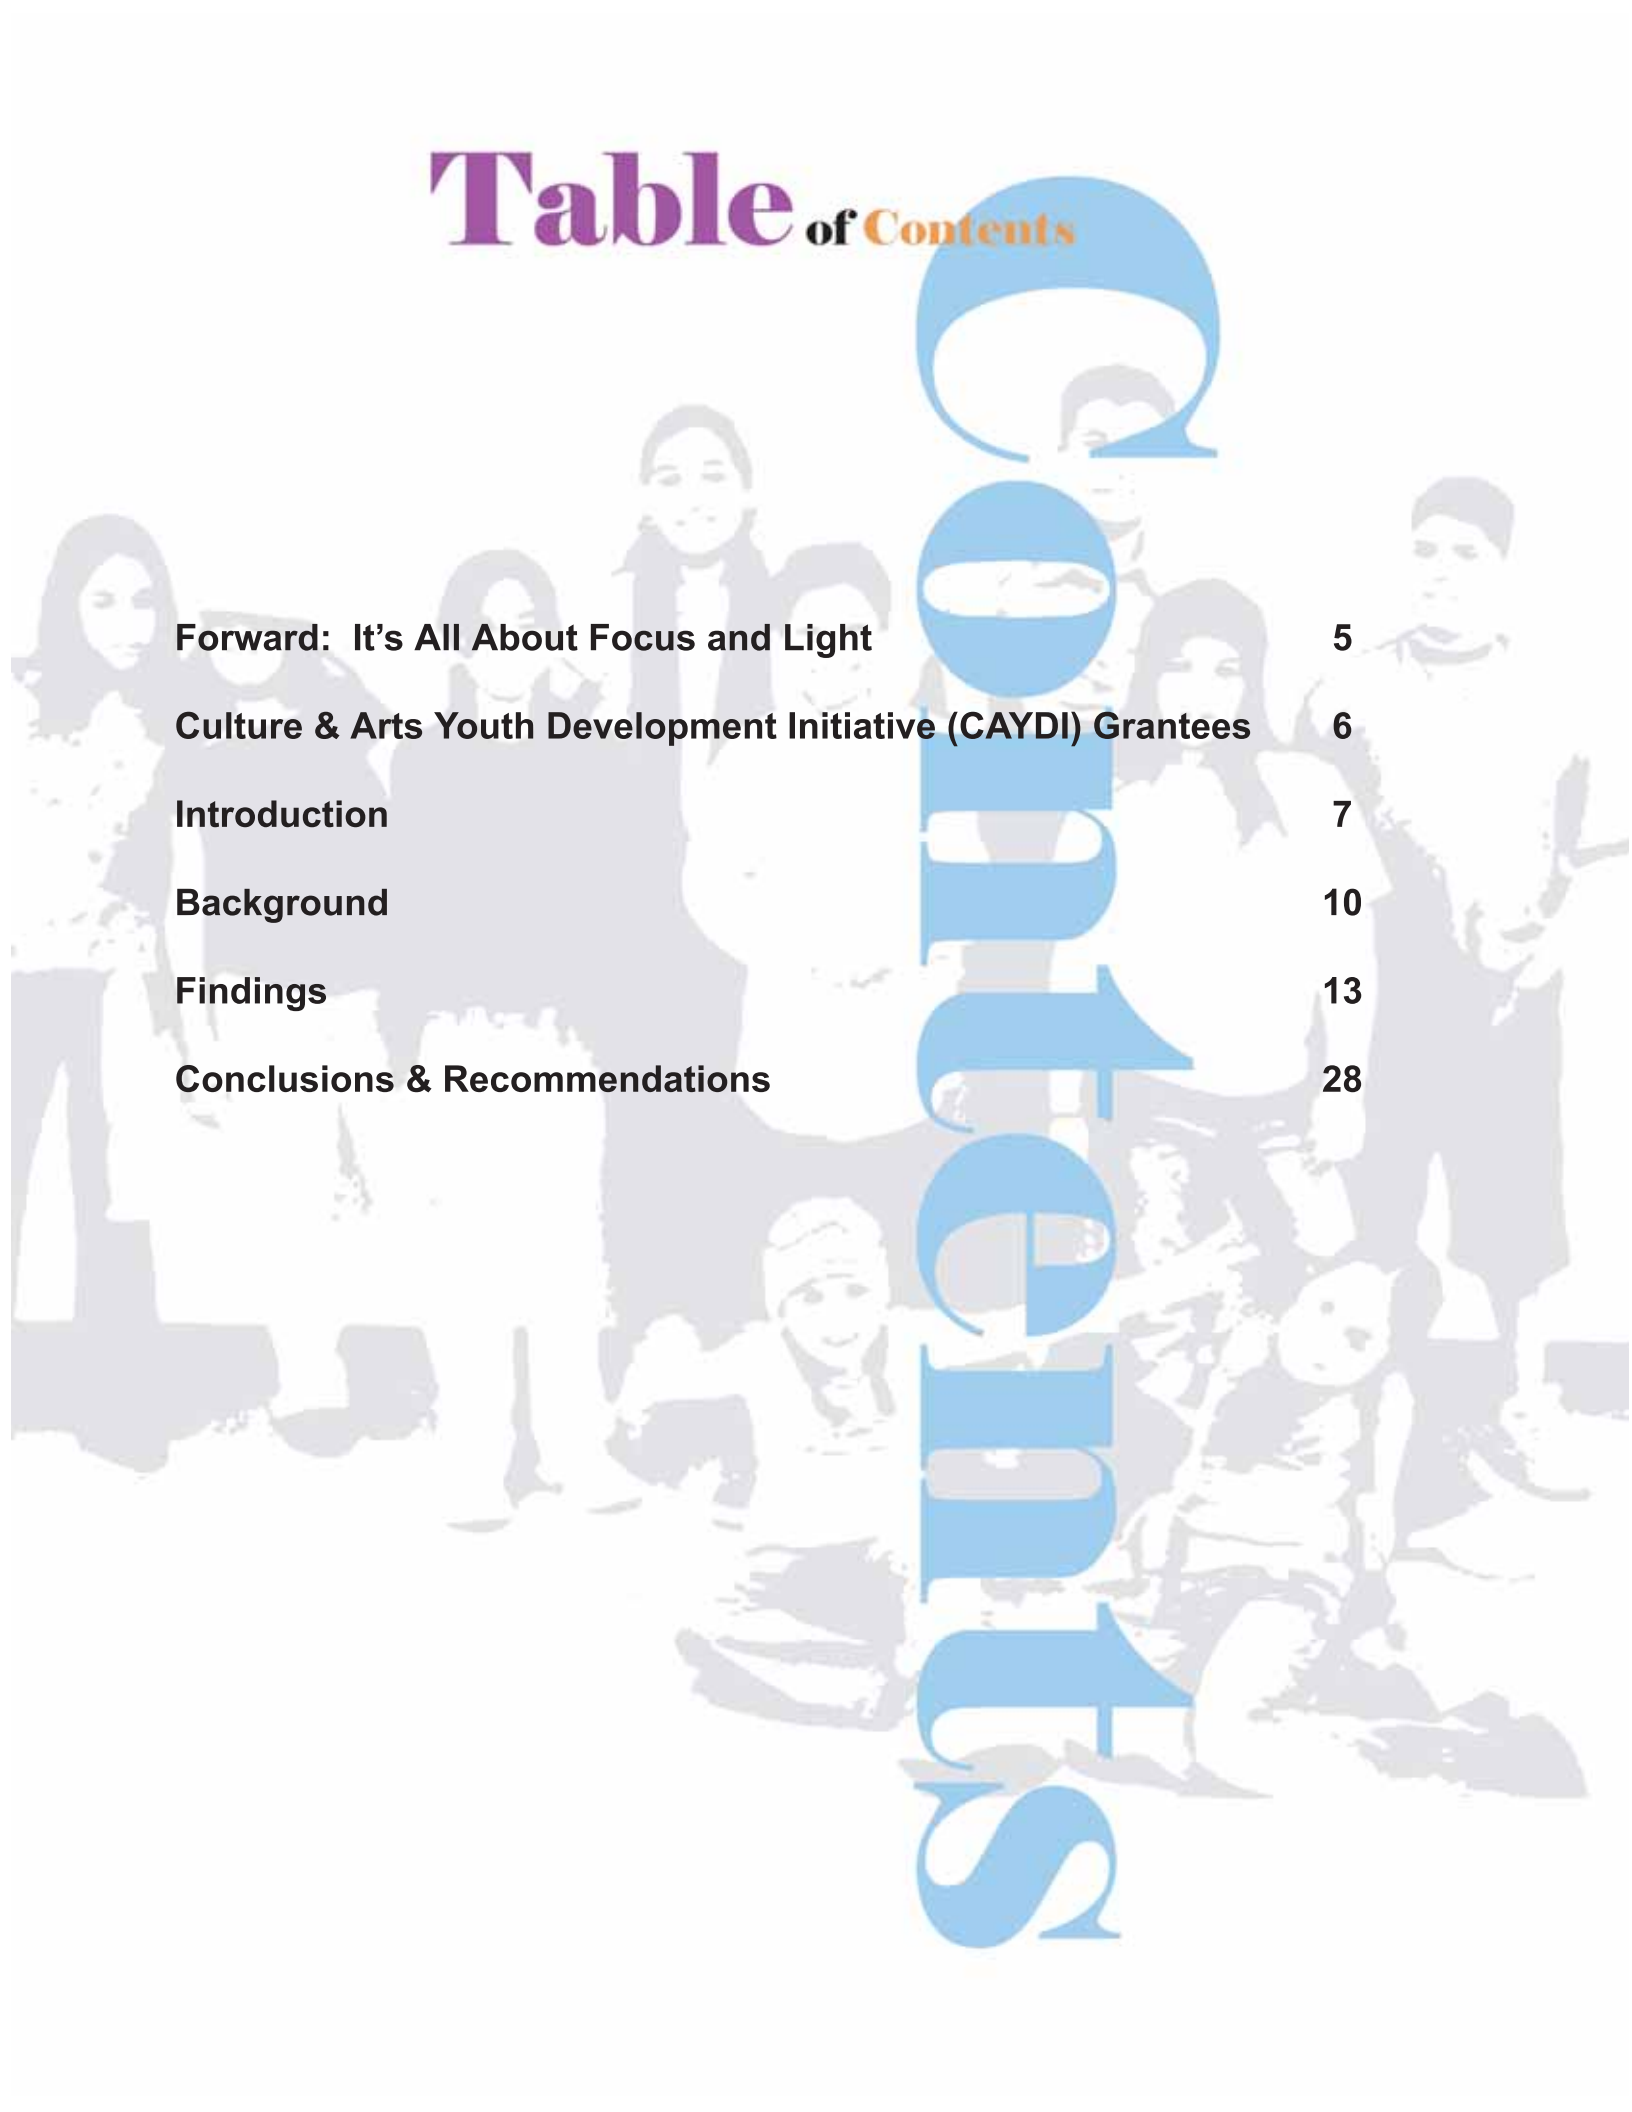 Table of Contents
Contents
Forward: It's All About Focus and Light 5
Culture & Arts Youth Development Initiative (CAYDI) Grantees 6
Introduction 7
Background 10
Findings 13
Conclusions & Recommendations 28